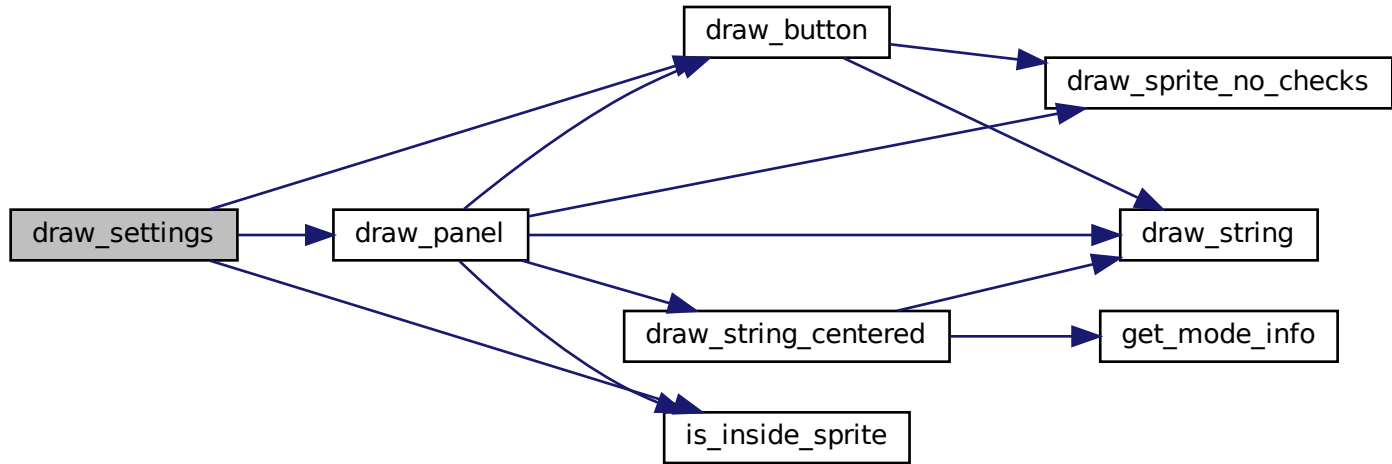 draw_button
draw_sprite_no_checks
draw_settings
draw_panel
draw_string
draw_string_centered
get_mode_info
is_inside_sprite